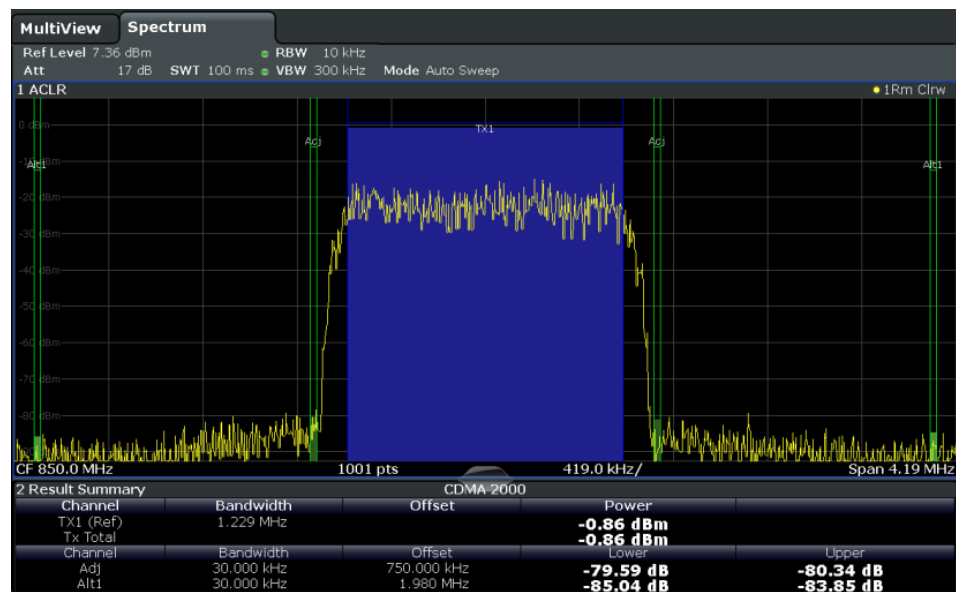 MultiView Spectrum
Ref Level 7.36 dBm RBW 10 kHz
Att 17 dB SWT 100 ms VBW 300 kHz Mode Auto Sweep
1 ACLR 1Rm Clrw
0 dBm
TX1
Adj Adj
-10 dBm
Alt1 Alt1
-20 dBm
-30 dBm
-40 dBm
-50 dBm
-60 dBm
-70 dBm
-80 dBm
CF 850.0 MHz 1001 pts 419.0 kHz/ Span 4.19 MHz
2 Result Summary CDMA 2000
Channel Bandwidth Offset Power
TX1 (Ref) 1.229 MHz -0.86 dBm
Tx Total -0.86 dBm
Channel Bandwidth Offset Lower Upper
Adj 30.000 kHz 750.000 kHz -79.59 dB -80.34 dB
Alt1 30.000 kHz 1.980 MHz -85.04 dB -83.85 dB